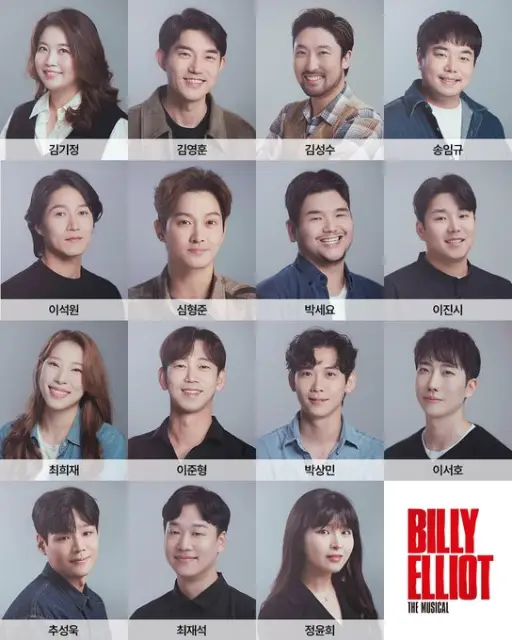 김기정
김영훈
김성수
송임규
이석원
심형준
박세요
이진시
최희재
이준형
박상민
이서호
추성욱
최재석
정윤희
BILLY
ELLIOT
THE MUSICAL